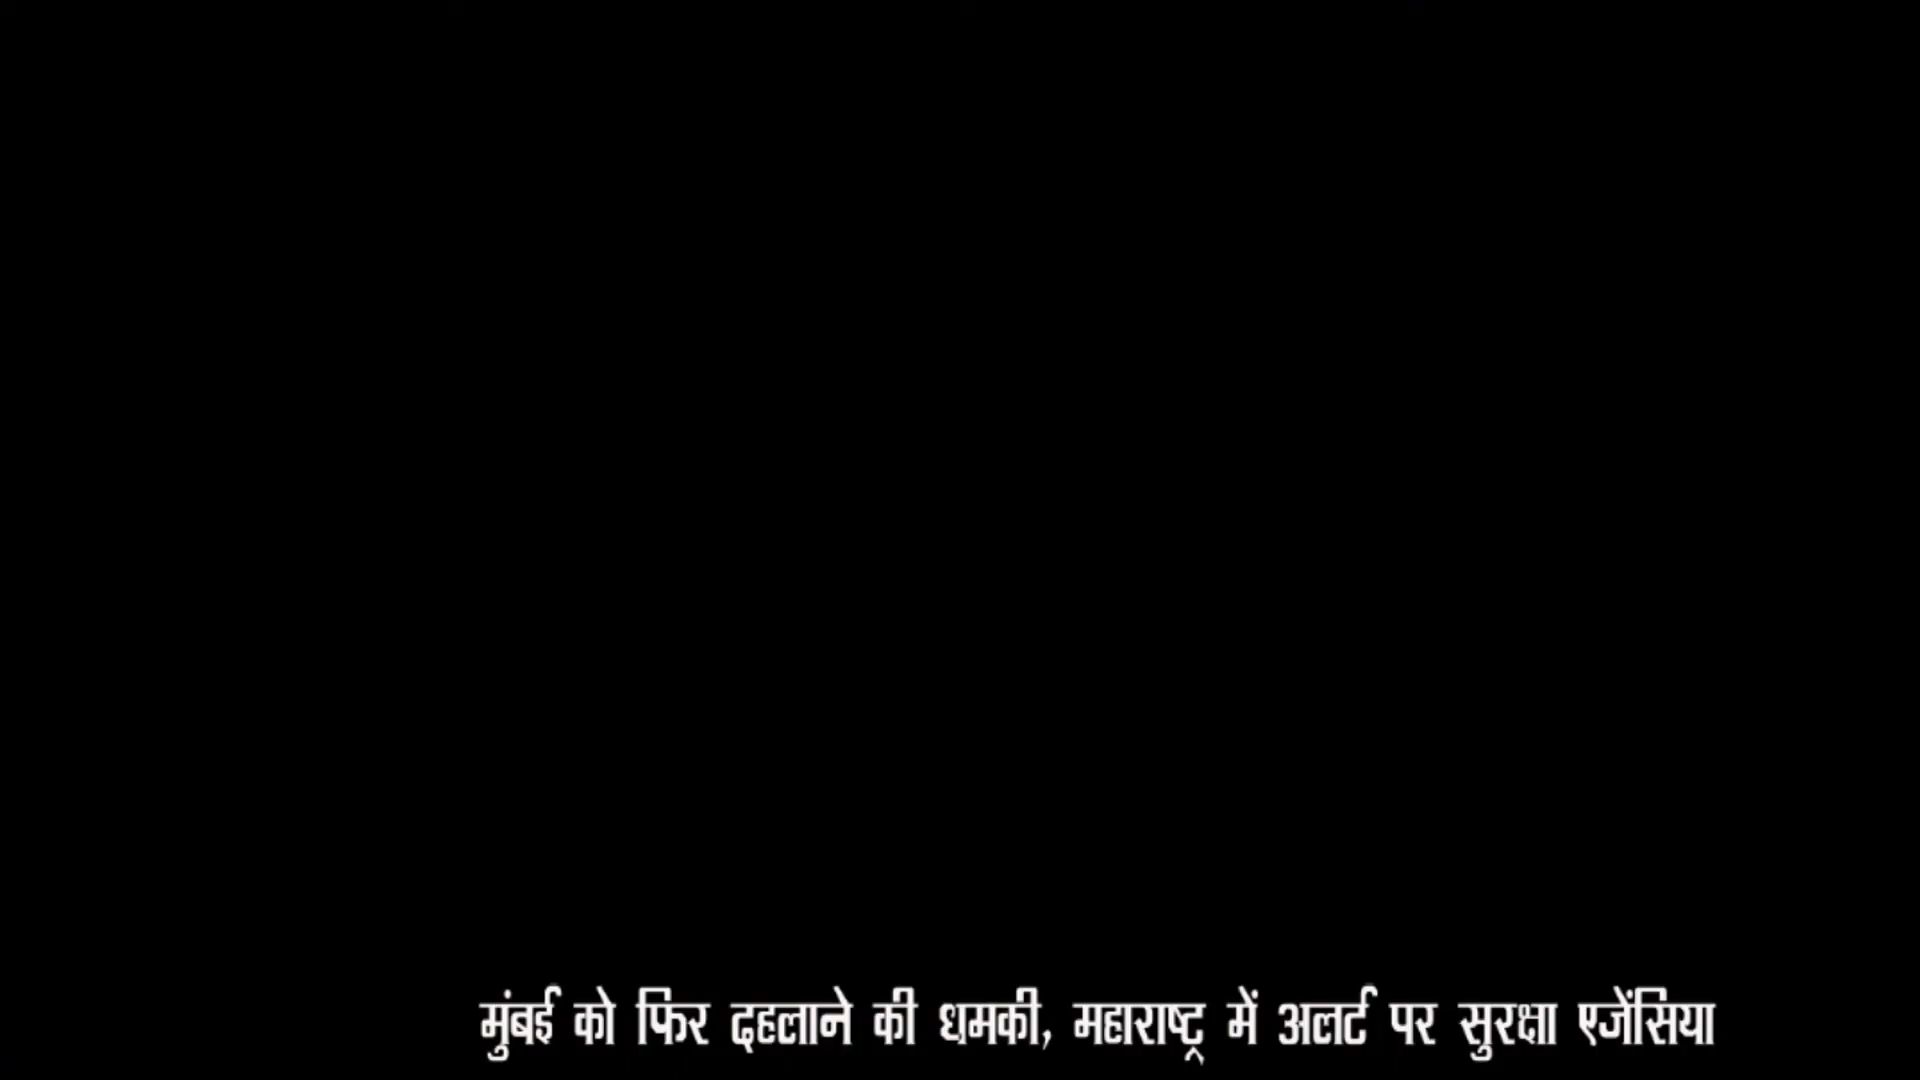 मुंबई को फिर दहलाने की धमकी, महाराष्ट्र में अलर्ट पर सुरक्षा एजेंसिया